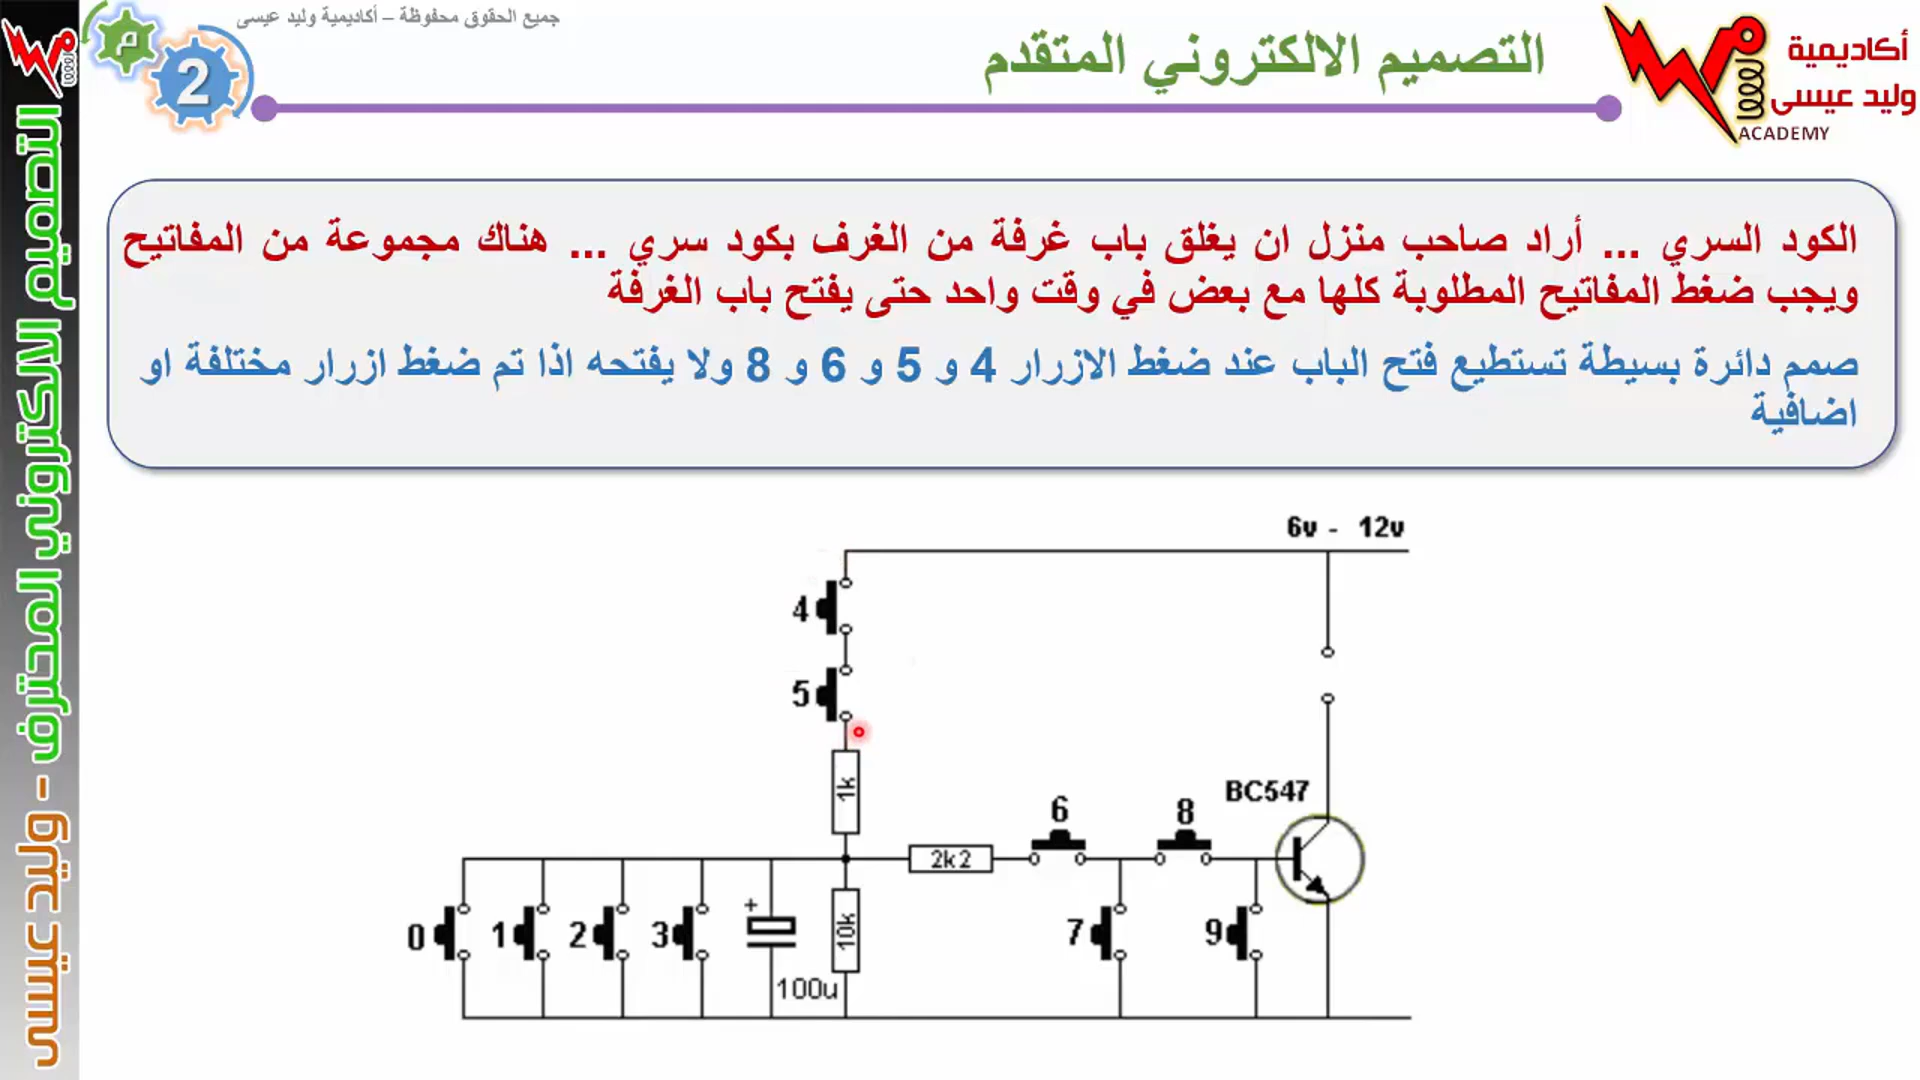 جميع الحقوق محفوظة – أكاديمية وليد عيسى
م
2
التصميم الالكتروني المتقدم
أكاديمية
وليد عيسى
ACADEMY
التصميم الالكتروني المحترف - وليد عيسى
الكود السري ... أراد صاحب منزل ان يغلق باب غرفة من الغرف بكود سري ... هناك مجموعة من المفاتيح
ويجب ضغط المفاتيح المطلوبة كلها مع بعض في وقت واحد حتى يفتح باب الغرفة
صمم دائرة بسيطة تستطيع فتح الباب عند ضغط الازرار 4 و 5 و 6 و 8 ولا يفتحه اذا تم ضغط ازرار مختلفة او
اضافية
6v - 12v
4
5
1k
6
8
BC547
2k2
0
1
2
3
+
100u
10k
7
9